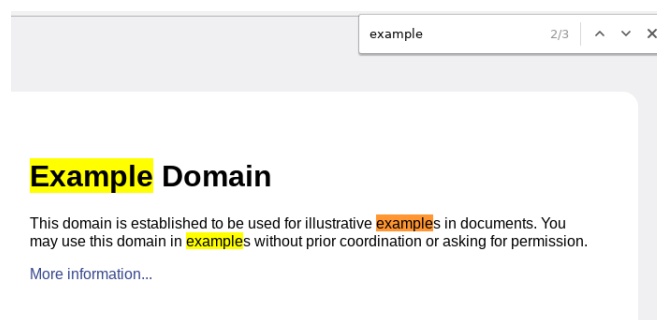 example 2/3
Example Domain
This domain is established to be used for illustrative examples in documents. You
may use this domain in examples without prior coordination or asking for permission.
More information...